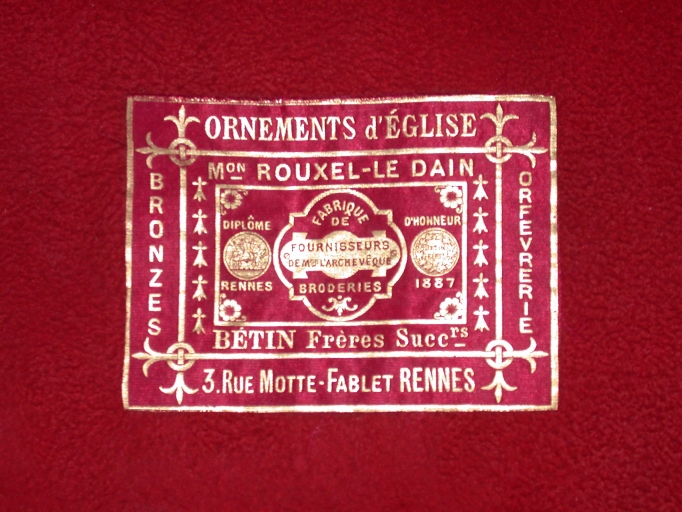 ORNEMENTS d'ÉGLISE
Mon ROUXEL-LE DAIN
BRONZES
ORFEVRERIE
DIPLÔME
RENNES
FABRIQUE
DE
FOURNISSEURS
DE Mgr L'ARCHEVÊQUE
BRODERIES
D'HONNEUR
1887
BÉTIN Frères Succrs
3. RUE MOTTE-FABLET RENNES